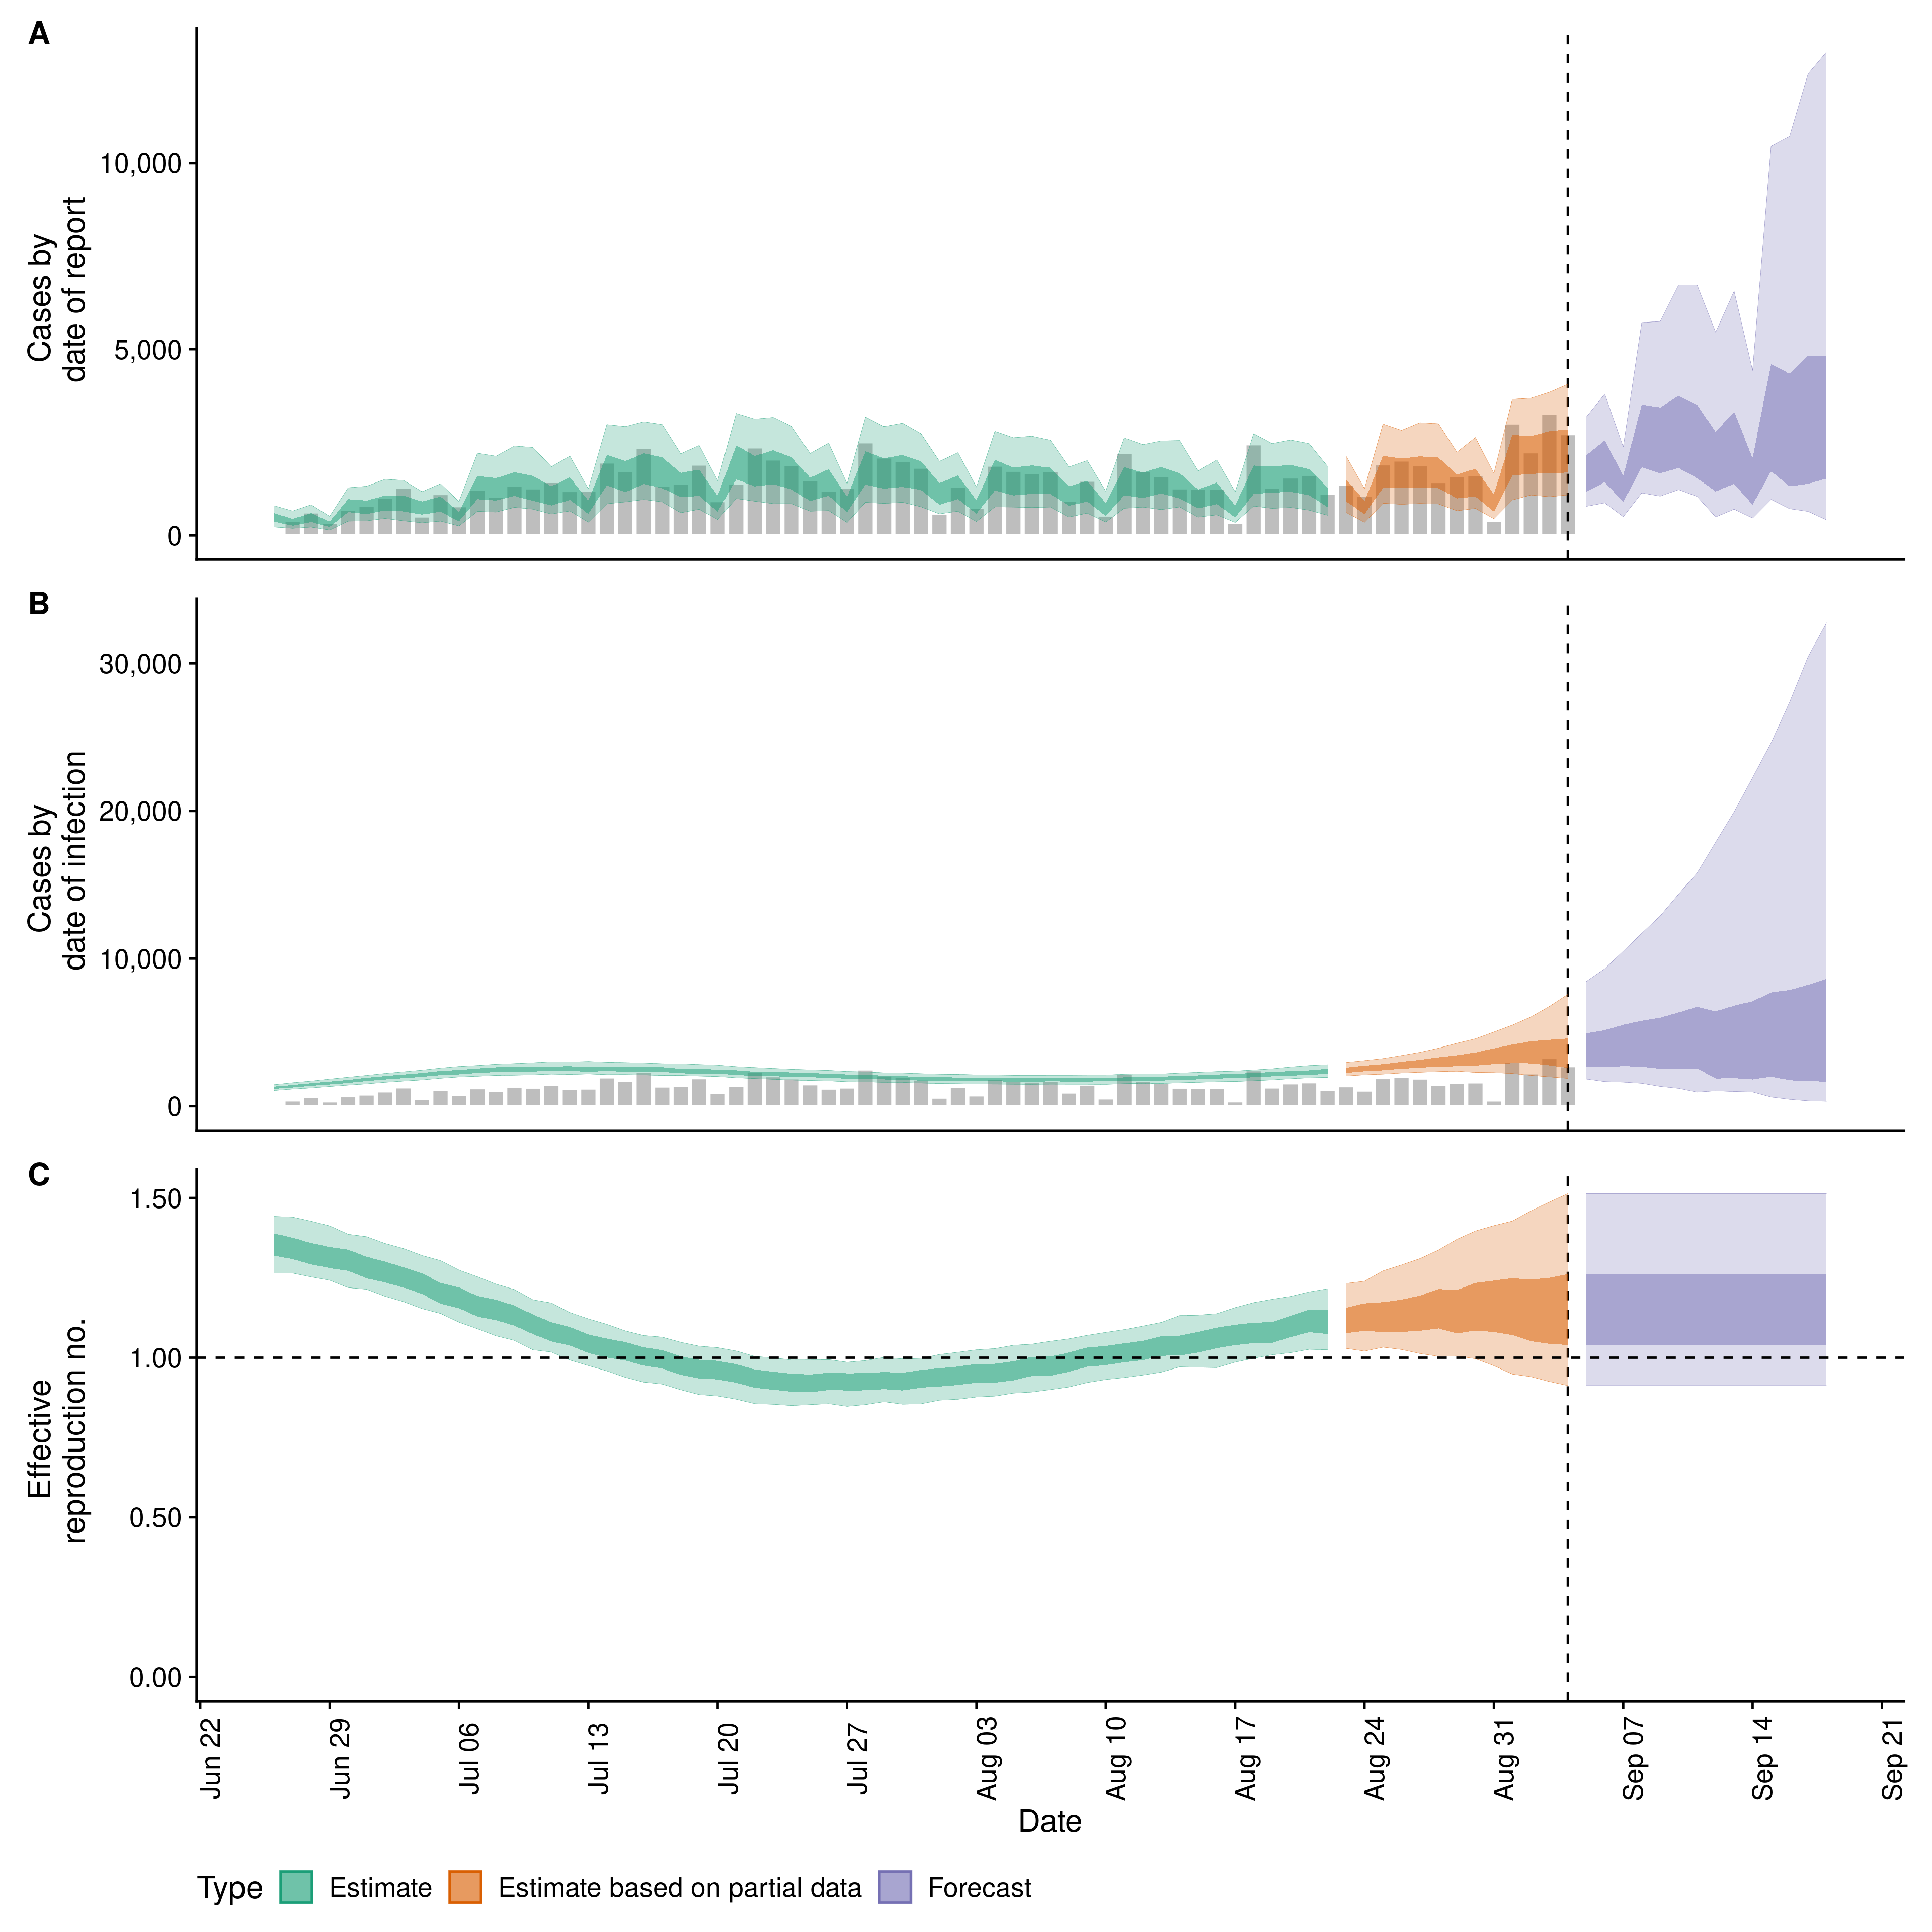 A
Cases by
date of report
10,000
5,000
0
B
Cases by
date of infection
30,000
20,000
10,000
0
C
Effective
reproduction no.
1.50
1.00
0.50
0.00
Jun 22
Jun 29
Jul 06
Jul 13
Jul 20
Jul 27
Aug 03
Aug 10
Aug 17
Aug 24
Aug 31
Sep 07
Sep 14
Sep 21
Date
Type Estimate Estimate based on partial data Forecast